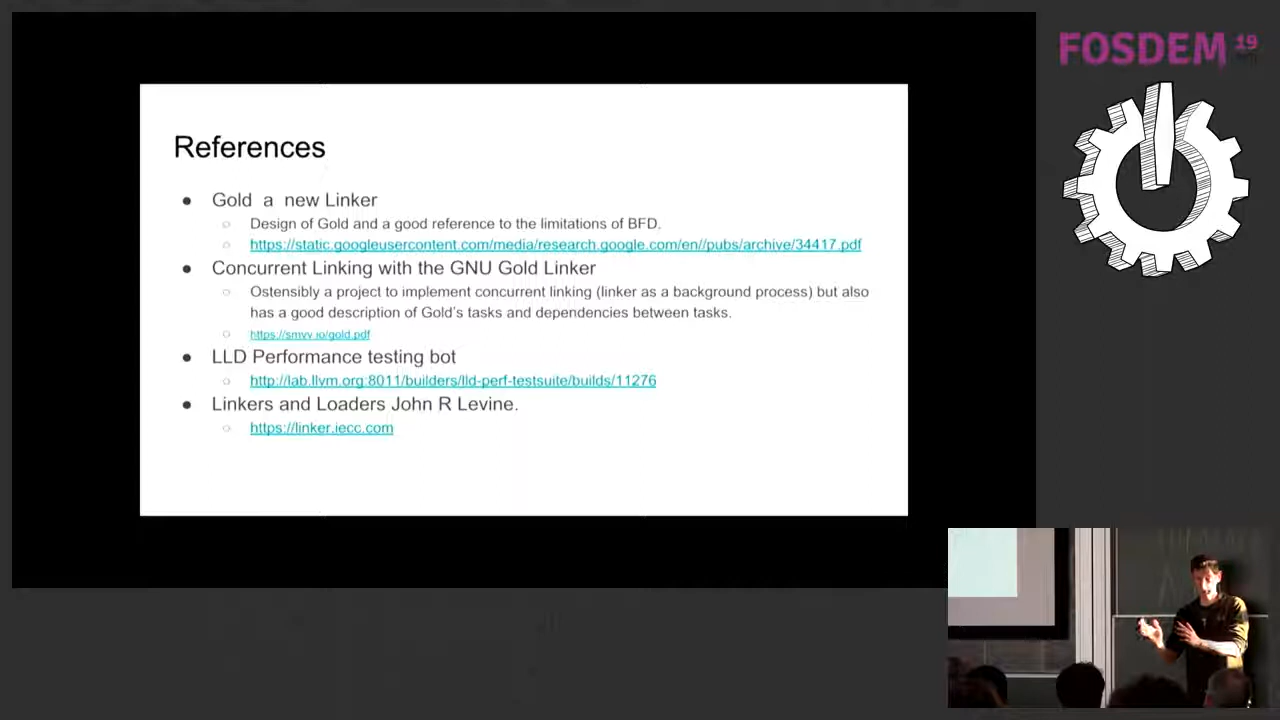 FOSDEM 19
References
● Gold a new Linker
○ Design of Gold and a good reference to the limitations of BFD.
○ https://static.googleusercontent.com/media/research.google.com/en//pubs/archive/34417.pdf
● Concurrent Linking with the GNU Gold Linker
○ Ostensibly a project to implement concurrent linking (linker as a background process) but also
has a good description of Gold's tasks and dependencies between tasks.
○ https://smvv.io/gold.pdf
● LLD Performance testing bot
○ http://lab.llvm.org:8011/builders/lld-perf-testsuite/builds/11276
● Linkers and Loaders John R Levine.
○ https://linker.iecc.com